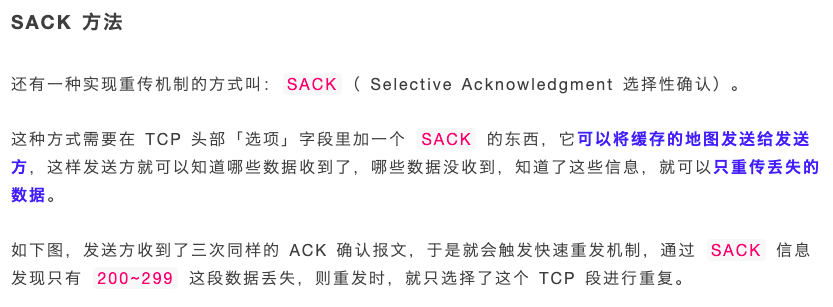 SACK 方法
还有一种实现重传机制的方式叫：SACK（ Selective Acknowledgment 选择性确认）。
这种方式需要在 TCP 头部「选项」字段里加一个 SACK 的东西，它可以将缓存的地图发送给发送
方，这样发送方就可以知道哪些数据收到了，哪些数据没收到，知道了这些信息，就可以只重传丢失的
数据。
如下图，发送方收到了三次同样的 ACK 确认报文，于是就会触发快速重发机制，通过 SACK 信息
发现只有 200~299 这段数据丢失，则重发时，就只选择了这个 TCP 段进行重复。